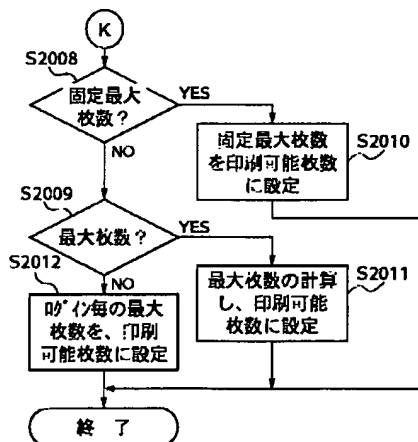 K
S2008
固定最大
枚数?
YES
NO
固定最大枚数
を印刷可能枚数
に設定
S2010
S2009
最大枚数?
YES
NO
S2012
ログイン毎の最大
枚数を、印刷
可能枚数に設定
最大枚数の計算
し、印刷可能
枚数に設定
S2011
終 了